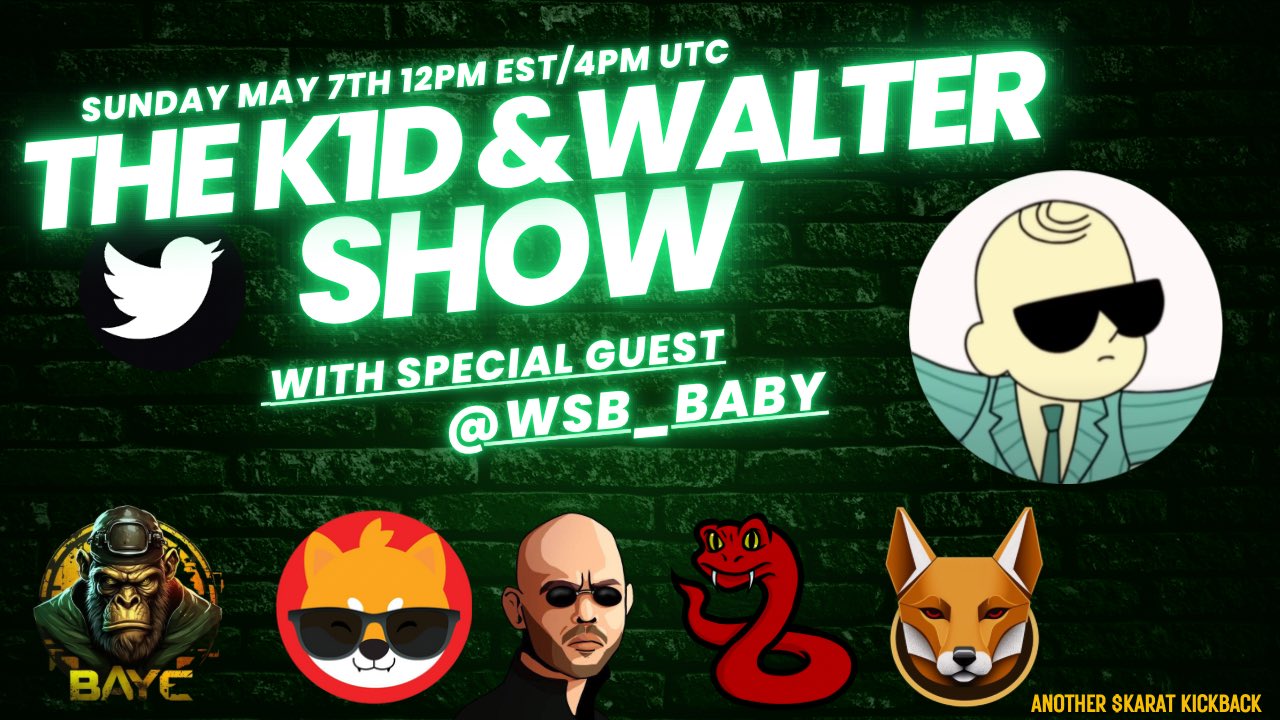 SUNDAY MAY 7TH 12PM EST/4PM UTC
THE K1D & WALTER
SHOW
WITH SPECIAL GUEST
@WSB_BABY
BAYC
ANOTHER $KARAT KICKBACK